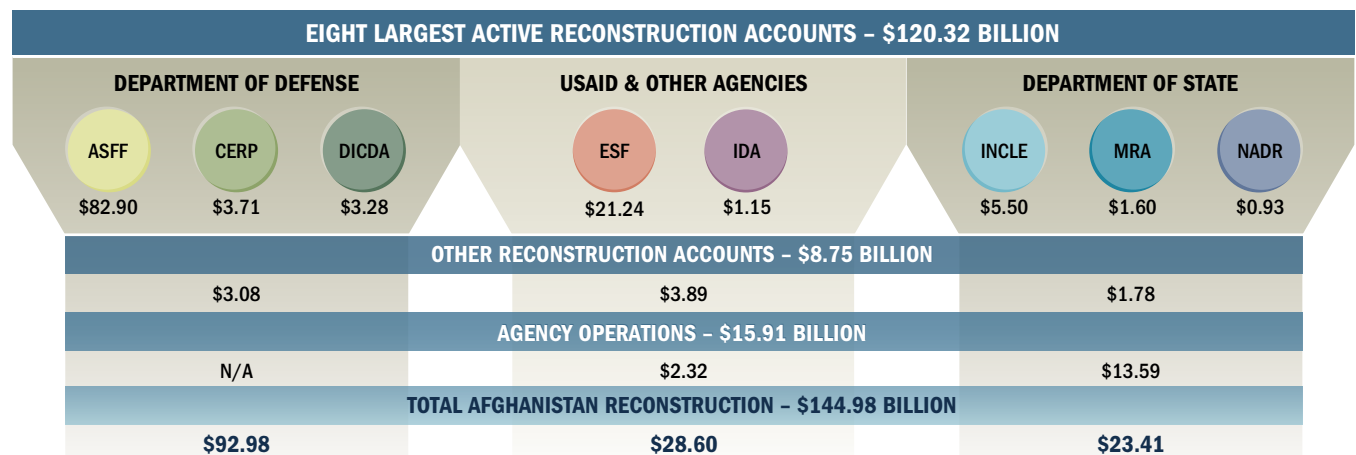 EIGHT LARGEST ACTIVE RECONSTRUCTION ACCOUNTS – $120.32 BILLION
DEPARTMENT OF DEFENSE USAID & OTHER AGENCIES DEPARTMENT OF STATE
ASFF CERP DICDA ESF IDA INCLE MRA NADR
$82.90 $3.71 $3.28 $21.24 $1.15 $5.50 $1.60 $0.93
OTHER RECONSTRUCTION ACCOUNTS – $8.75 BILLION
$3.08 $3.89 $1.78
AGENCY OPERATIONS – $15.91 BILLION
N/A $2.32 $13.59
TOTAL AFGHANISTAN RECONSTRUCTION – $144.98 BILLION
$92.98 $28.60 $23.41